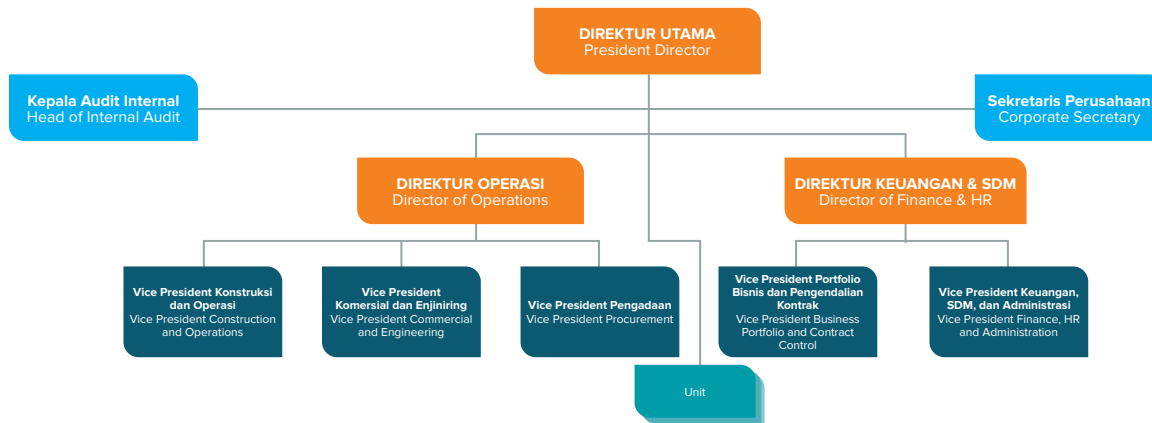 DIREKTUR UTAMA
President Director
Kepala Audit Internal
Head of Internal Audit
Sekretaris Perusahaan
Corporate Secretary
DIREKTUR OPERASI
Director of Operations
DIREKTUR KEUANGAN & SDM
Director of Finance & HR
Vice President Konstruksi
dan Operasi
Vice President Construction
and Operations
Vice President
Komersial dan Enjiniring
Vice President Commercial
and Engineering
Vice President Pengadaan
Vice President Procurement
Vice President Portfolio
Bisnis dan Pengendalian
Kontrak
Vice President Business
Portfolio and Contract
Control
Vice President Keuangan,
SDM, dan Administrasi
Vice President Finance, HR
and Administration
Unit